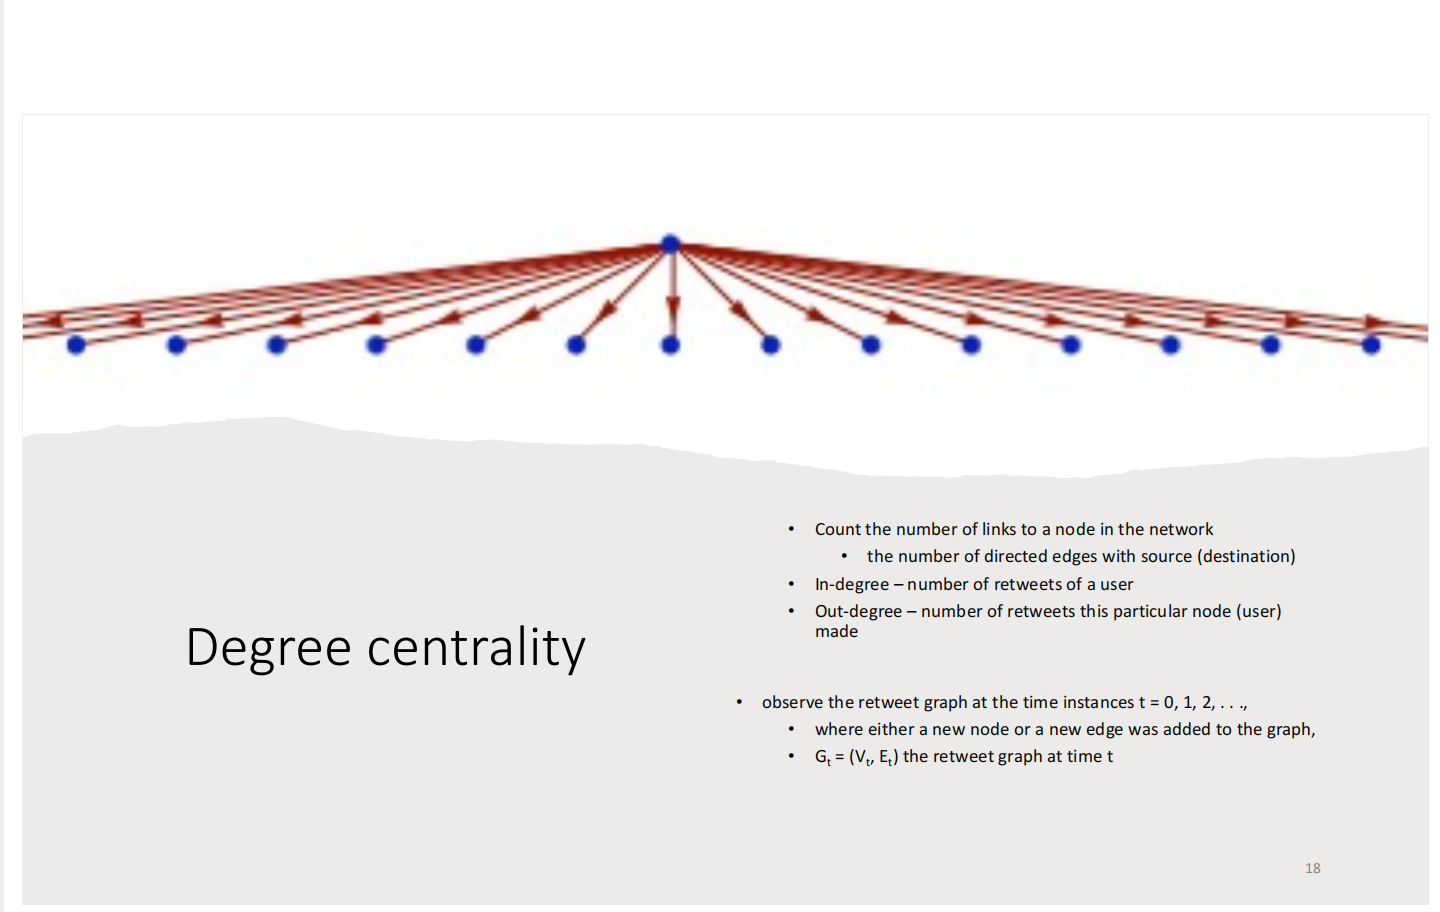 Degree centrality
• Count the number of links to a node in the network
• the number of directed edges with source (destination)
• In-degree – number of retweets of a user
• Out-degree – number of retweets this particular node (user)
made
• observe the retweet graph at the time instances t = 0, 1, 2, . . .,
• where either a new node or a new edge was added to the graph,
• Gt = (Vt, Et) the retweet graph at time t
18